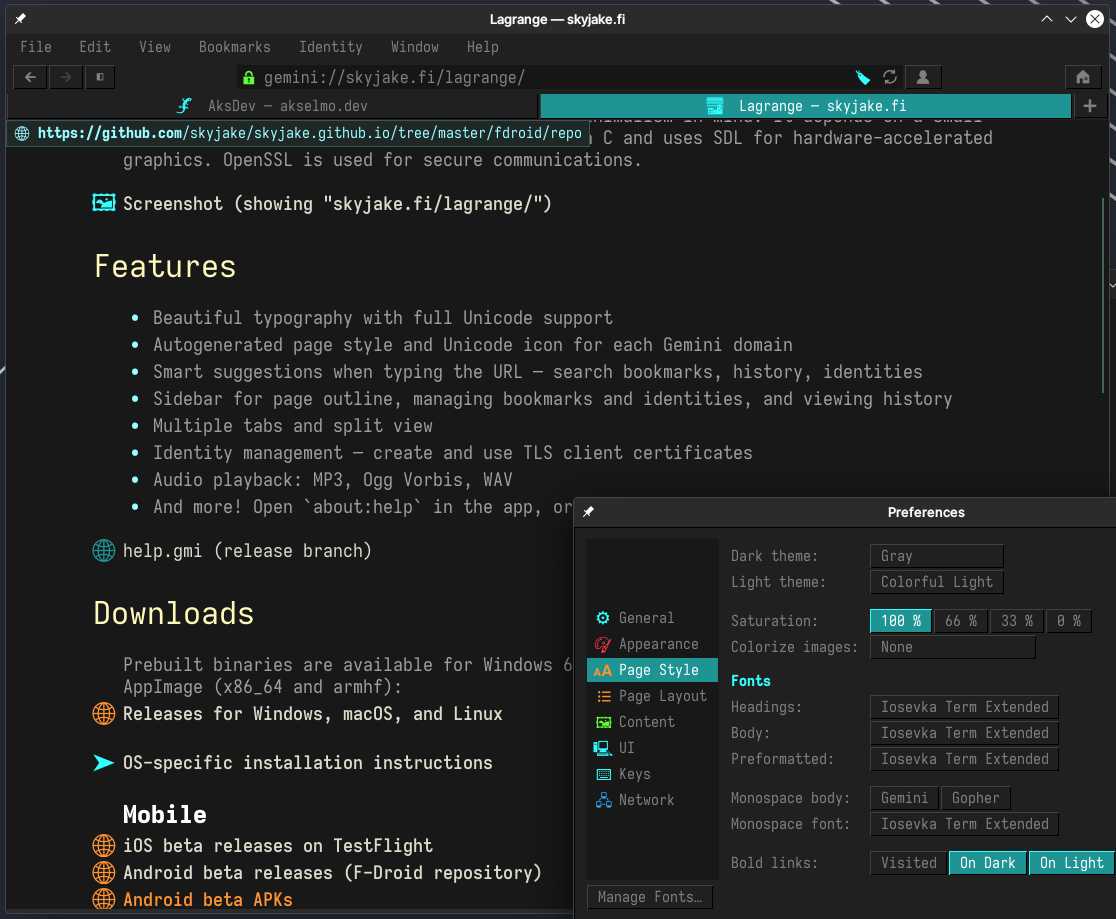 Lagrange — skyjake.fi
File Edit View Bookmarks Identity Window Help
gemini://skyjake.fi/lagrange/
AksDev — akselmo.dev
Lagrange — skyjake.fi
https://github.com/skyjake/skyjake.github.io/tree/master/fdroid/repo
C and uses SDL for hardware-accelerated
graphics. OpenSSL is used for secure communications.
Screenshot (showing "skyjake.fi/lagrange/")
Features
• Beautiful typography with full Unicode support
• Autogenerated page style and Unicode icon for each Gemini domain
• Smart suggestions when typing the URL — search bookmarks, history, identities
• Sidebar for page outline, managing bookmarks and identities, and viewing history
• Multiple tabs and split view
• Identity management — create and use TLS client certificates
• Audio playback: MP3, Ogg Vorbis, WAV
• And more! Open `about:help` in the app, or
help.gmi (release branch)
Downloads
Prebuilt binaries are available for Windows 6
AppImage (x86_64 and armhf):
Releases for Windows, macOS, and Linux
OS-specific installation instructions
Mobile
iOS beta releases on TestFlight
Android beta releases (F-Droid repository)
Android beta APKs
Preferences
General
Appearance
AA Page Style
Page Layout
Content
UI
Keys
Network
Manage Fonts…
Dark theme: Gray
Light theme: Colorful Light
Saturation: 100 % 66 % 33 % 0 %
Colorize images: None
Fonts
Headings: Iosevka Term Extended
Body: Iosevka Term Extended
Preformatted: Iosevka Term Extended
Monospace body: Gemini Gopher
Monospace font: Iosevka Term Extended
Bold links: Visited On Dark On Light